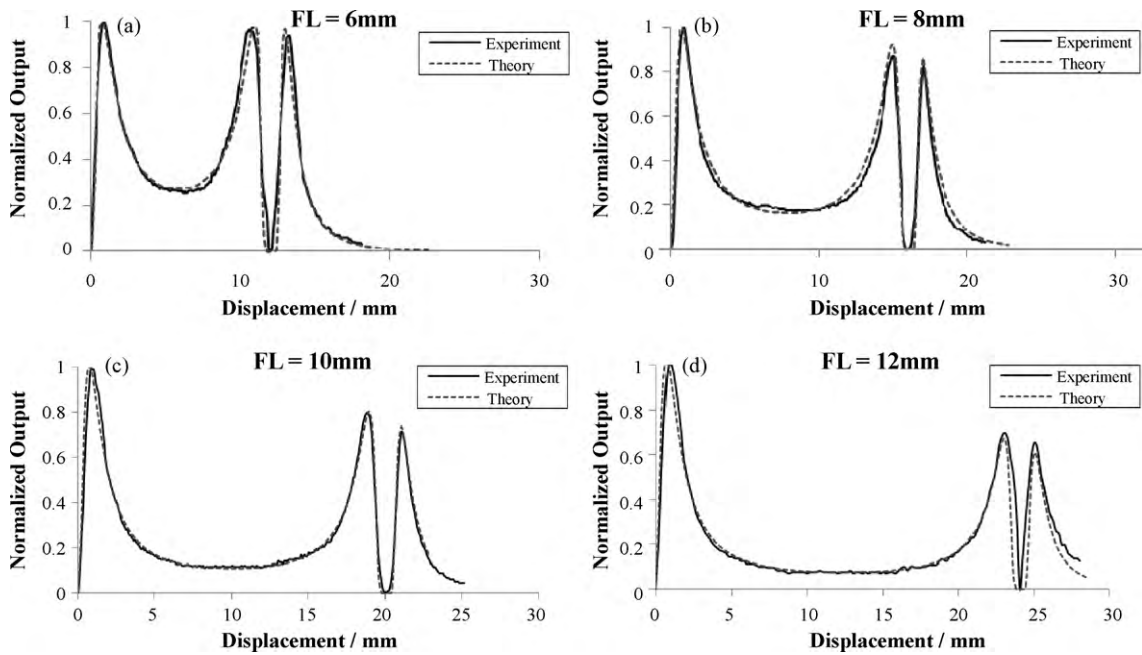 (a)
FL = 6mm
Experiment
Theory
Normalized Output
1
0.8
0.6
0.4
0.2
0
0 10 20 30
Displacement / mm
(b)
FL = 8mm
Experiment
Theory
Normalized Output
1
0.8
0.6
0.4
0.2
0
0 10 20 30
Displacement / mm
(c)
FL = 10mm
Experiment
Theory
Normalized Output
1
0.8
0.6
0.4
0.2
0
0 5 10 15 20 25 30
Displacement / mm
(d)
FL = 12mm
Experiment
Theory
Normalized Output
1
0.8
0.6
0.4
0.2
0
0 5 10 15 20 25 30
Displacement / mm